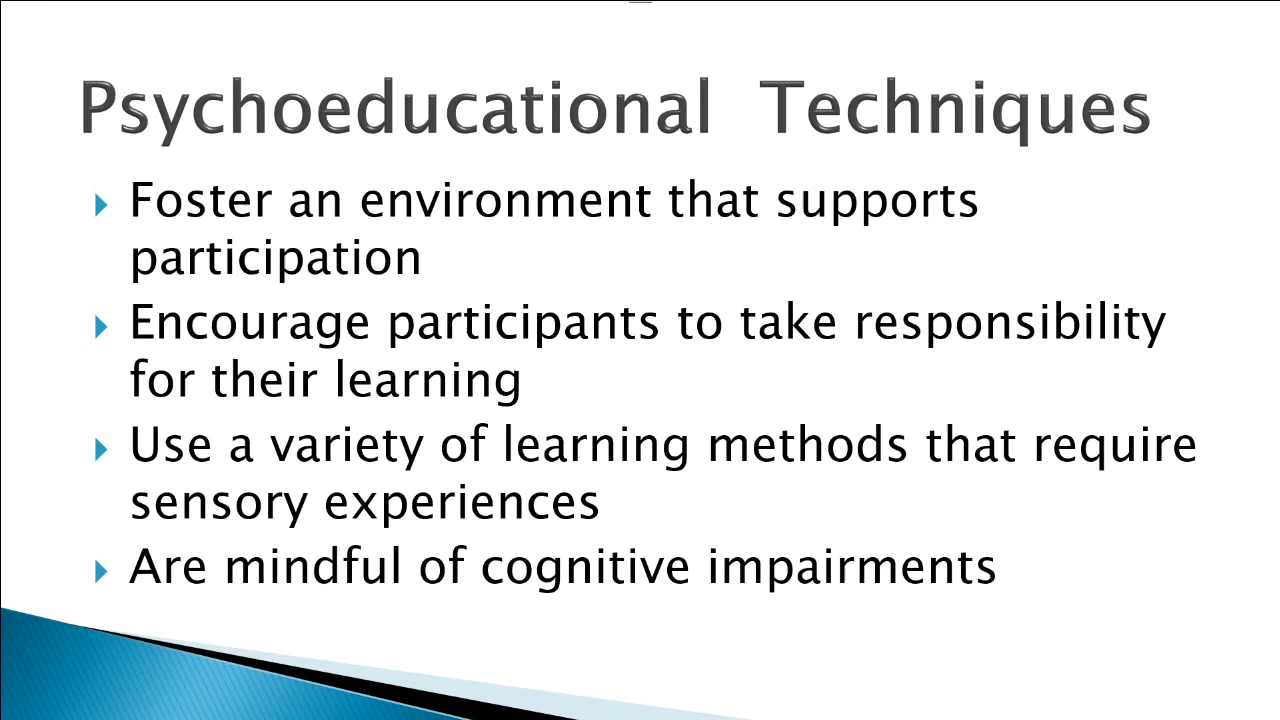 Psychoeducational Techniques
Foster an environment that supports
participation
Encourage participants to take responsibility
for their learning
Use a variety of learning methods that require
sensory experiences
Are mindful of cognitive impairments